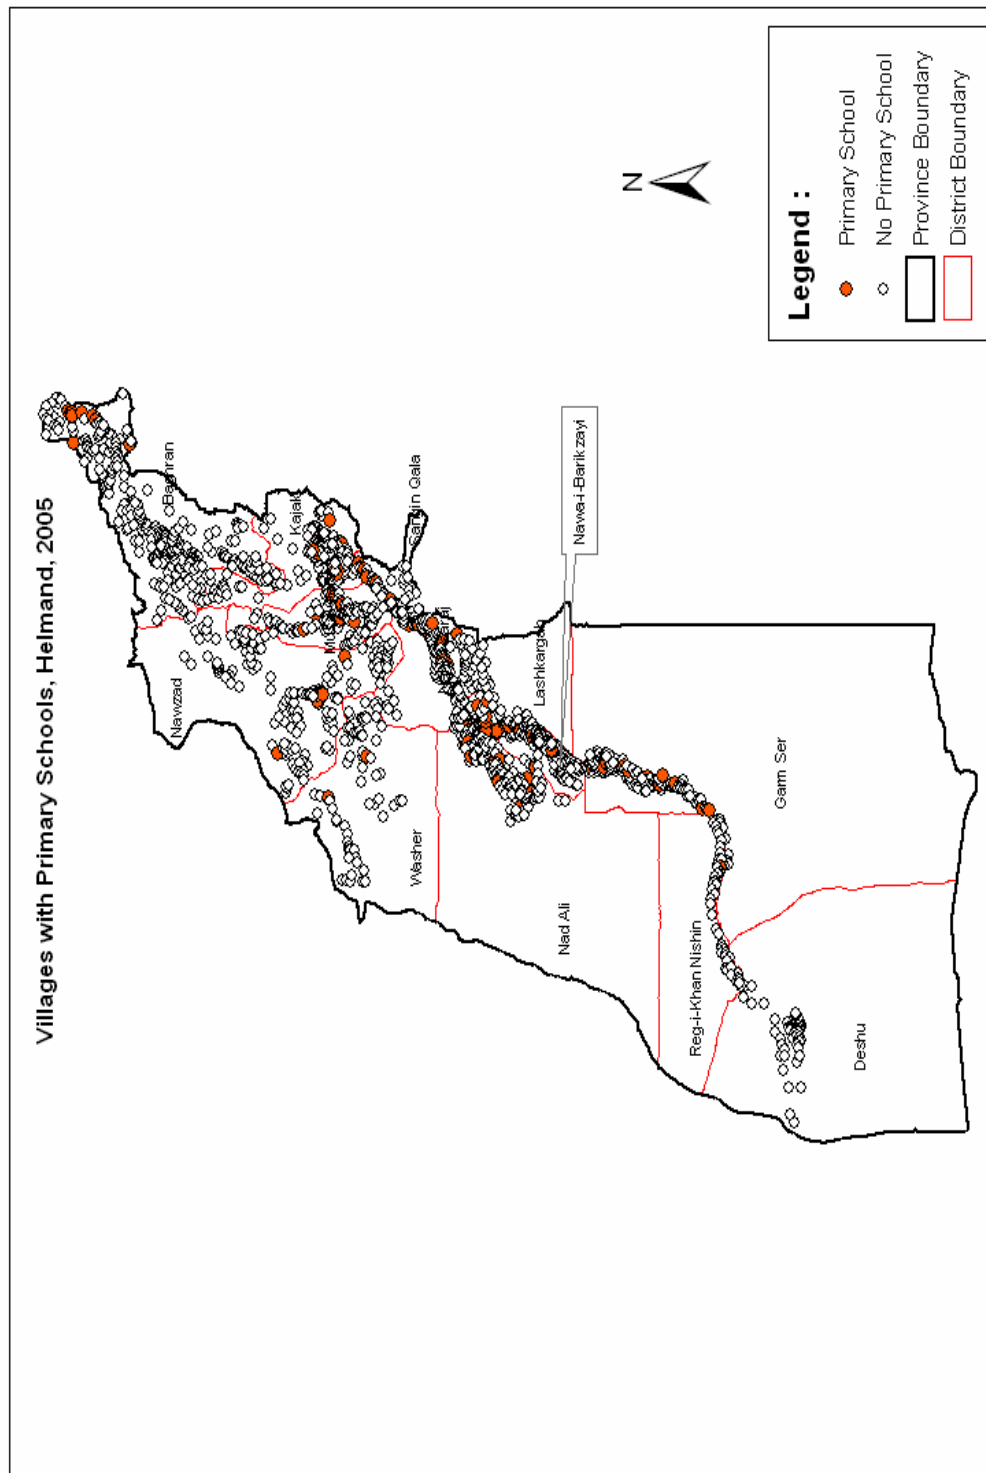 Villages with Primary Schools, Helmand, 2005
N
Baghran
Nawzad
Kajaki
Sangin Qala
Washer
Lashkargah
Nawa-i-Barikzayi
Nad Ali
Reg-i-Khan Nishin
Garm Ser
Deshu
Legend :
Primary School
No Primary School
Province Boundary
District Boundary